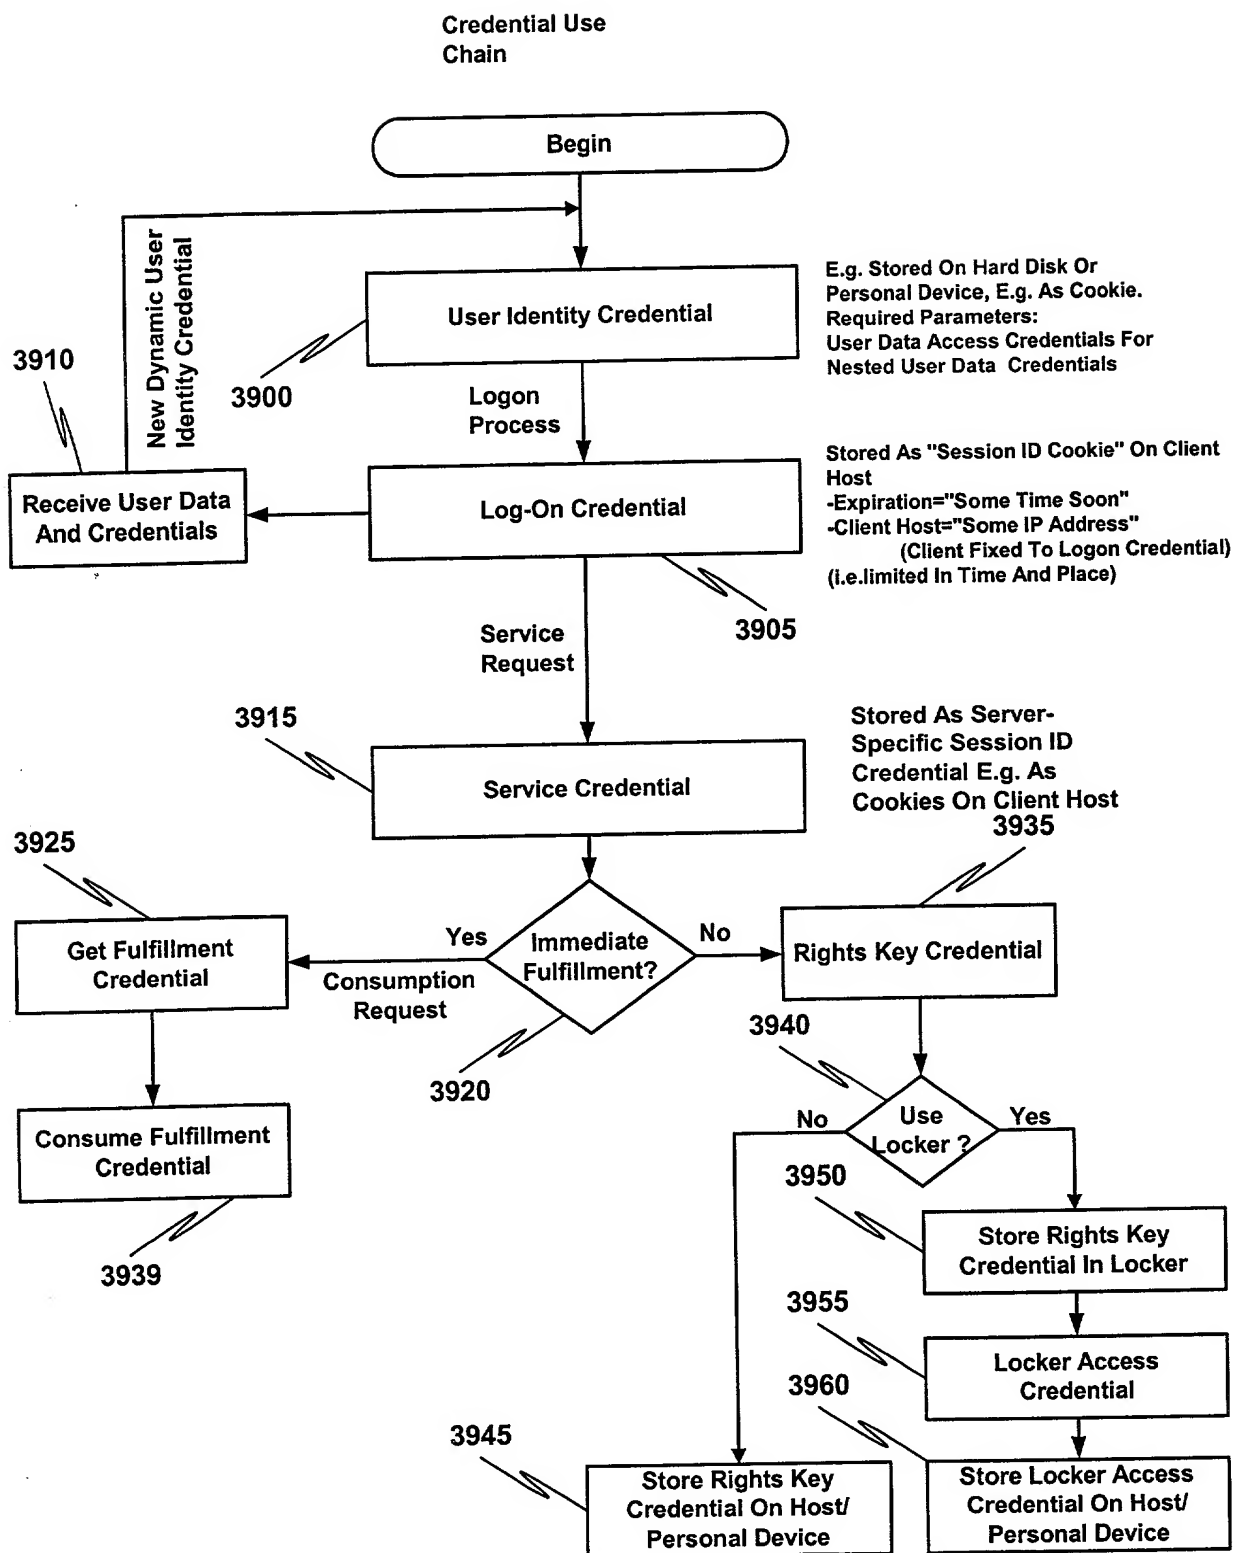 Credential Use
Chain
Begin
New Dynamic User
Identity Credential
User Identity Credential
E.g. Stored On Hard Disk Or
Personal Device, E.g. As Cookie.
Required Parameters:
User Data Access Credentials For
Nested User Data Credentials
3910
3900
Logon
Process
Receive User Data
And Credentials
Log-On Credential
Stored As "Session ID Cookie" On Client
Host
-Expiration="Some Time Soon"
-Client Host="Some IP Address"
(Client Fixed To Logon Credential)
(i.e.limited In Time And Place)
3905
Service
Request
3915
Service Credential
Stored As Server-
Specific Session ID
Credential E.g. As
Cookies On Client Host
3935
3925
Get Fulfillment
Credential
Yes
Consumption
Request
Immediate
Fulfillment?
No
Rights Key Credential
3920
3940
Consume Fulfillment
Credential
No
Use
Locker ?
Yes
3939
3950
Store Rights Key
Credential In Locker
3955
Locker Access
Credential
3960
3945
Store Rights Key
Credential On Host/
Personal Device
Store Locker Access
Credential On Host/
Personal Device